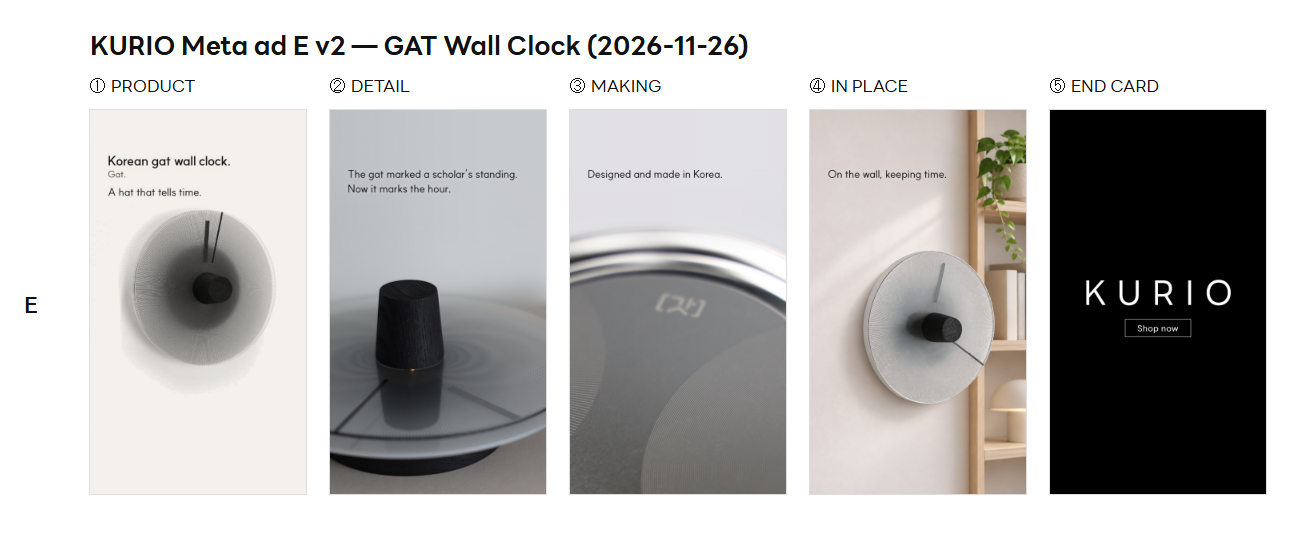 KURIO Meta ad E v2 — GAT Wall Clock (2026-11-26)
① PRODUCT
② DETAIL
③ MAKING
④ IN PLACE
⑤ END CARD
E
Korean gat wall clock.
Gat.
A hat that tells time.
The gat marked a scholar's standing.
Now it marks the hour.
Designed and made in Korea.
[갓]
On the wall, keeping time.
KURIO
Shop now